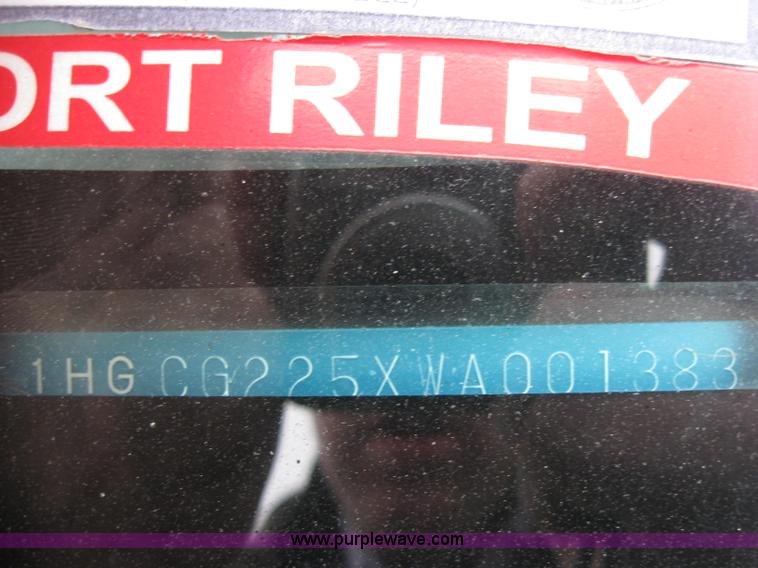 ORT RILEY
1HGCG225XWA001383
www.purplewave.com